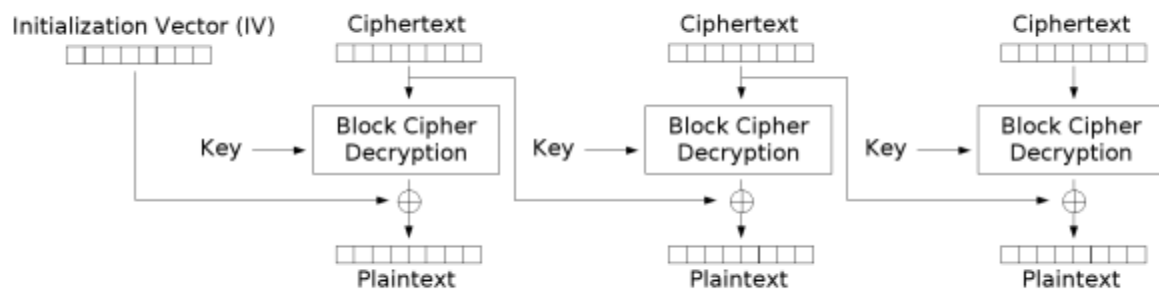 Initialization Vector (IV)
Ciphertext
Ciphertext
Ciphertext
Key
Block Cipher
Decryption
Key
Block Cipher
Decryption
Key
Block Cipher
Decryption
Plaintext
Plaintext
Plaintext